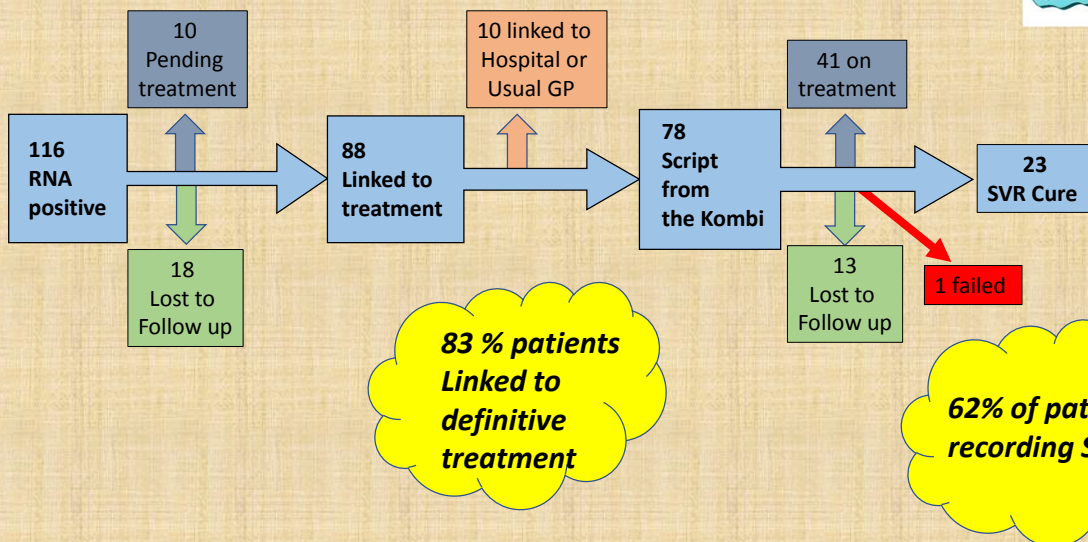 10
Pending
treatment
10 linked to
Hospital or
Usual GP
41 on
treatment
116
RNA
positive
88
Linked to
treatment
78
Script
from
the Kombi
23
SVR Cure
18
Lost to
Follow up
13
Lost to
Follow up
1 failed
83 % patients
Linked to
definitive
treatment
62% of
recording